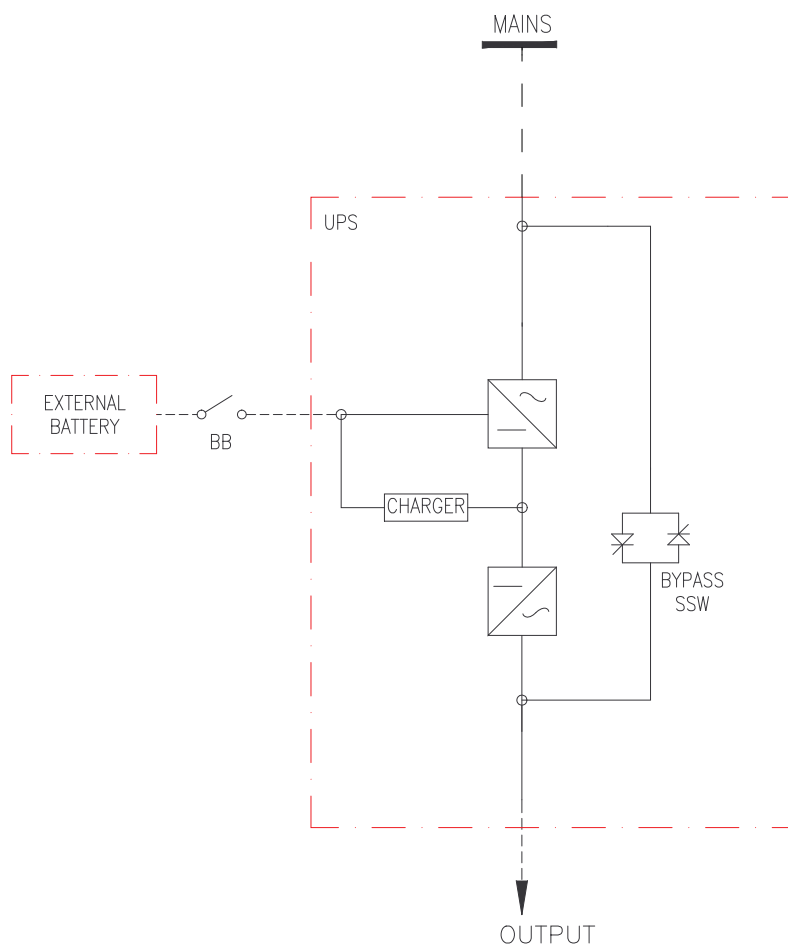 MAINS
UPS
EXTERNAL
BATTERY
BB
CHARGER
BYPASS
SSW
OUTPUT